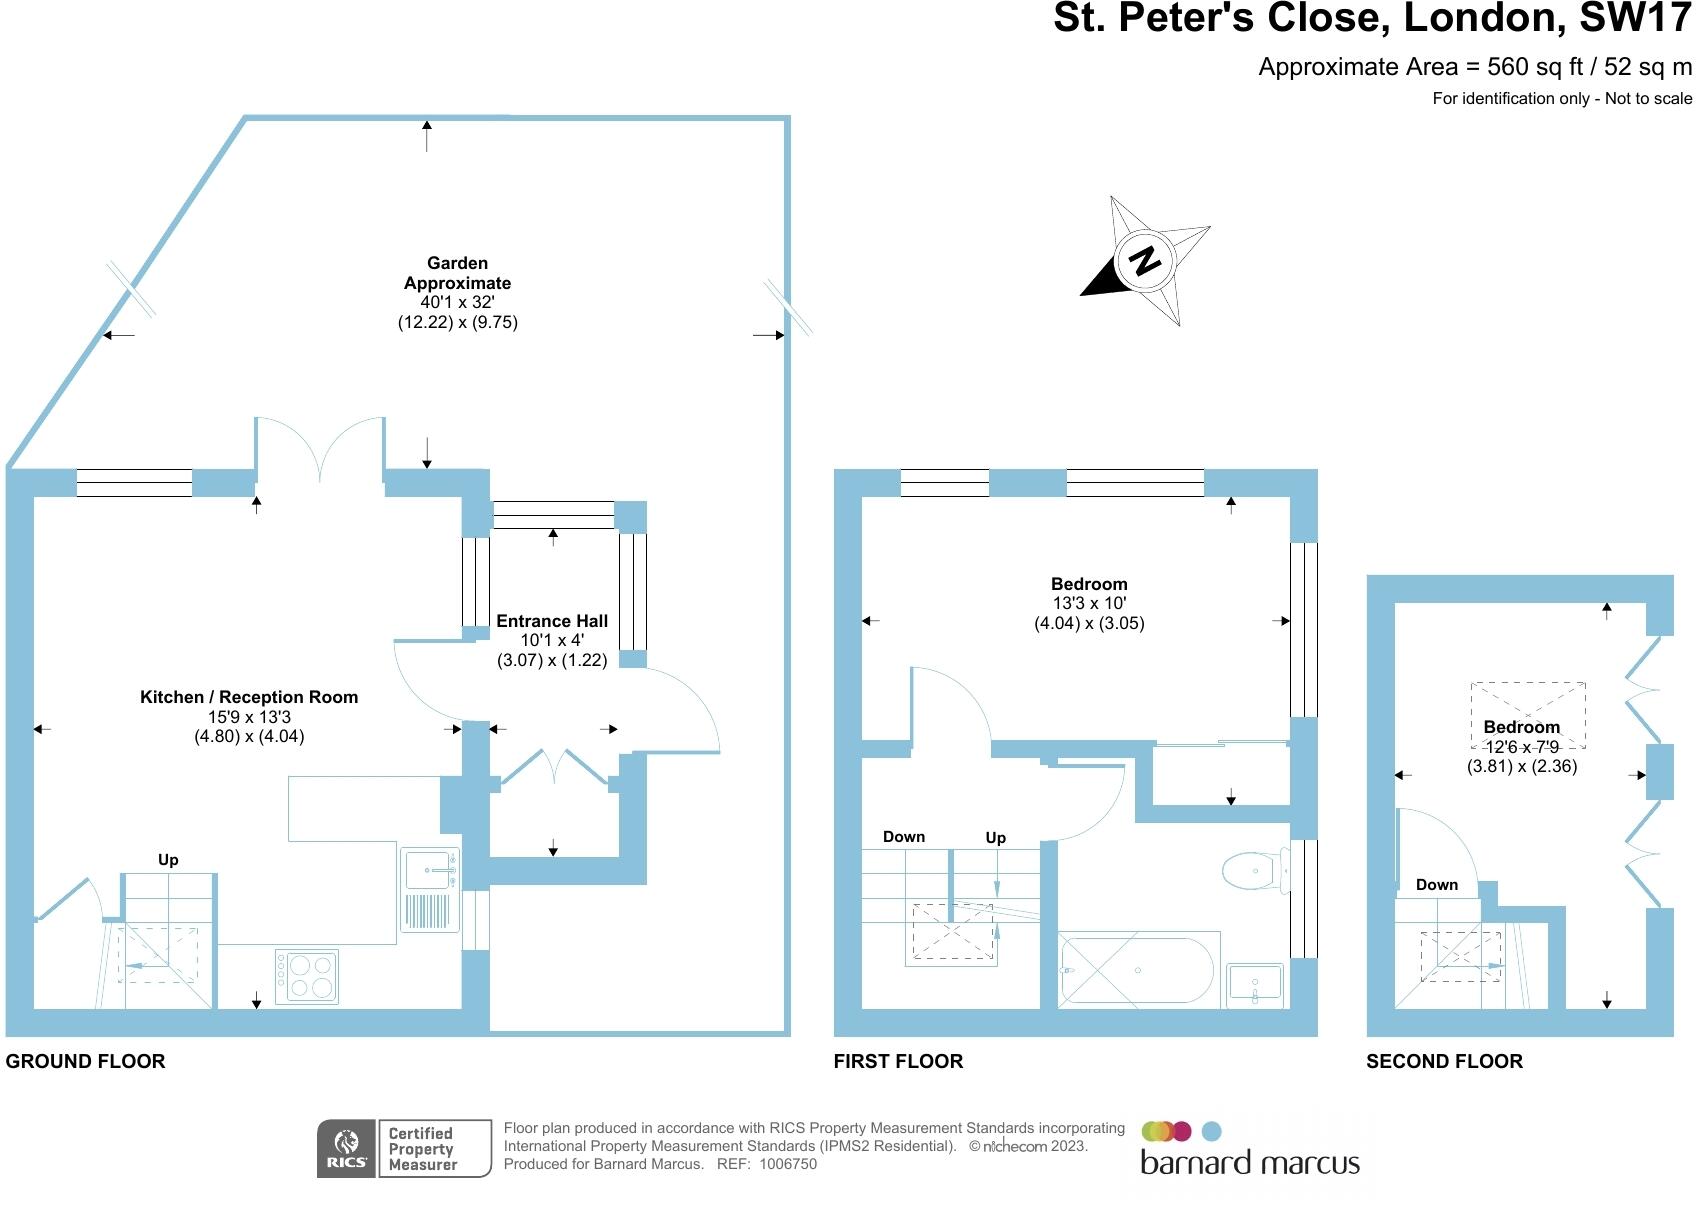 St. Peter's Close, London, SW17
Approximate Area = 560 sq ft / 52 sq m
For identification only - Not to scale
Garden
Approximate
40'1 x 32'
(12.22) x (9.75)
N
Entrance Hall
10'1 x 4'
(3.07) x (1.22)
Kitchen / Reception Room
15'9 x 13'3
(4.80) x (4.04)
Up
Bedroom
13'3 x 10'
(4.04) x (3.05)
Down
Up
Bedroom
12'6 x 7'9
(3.81) x (2.36)
Down
GROUND FLOOR
FIRST FLOOR
SECOND FLOOR
RICS
Certified
Property
Measurer
Floor plan produced in accordance with RICS Property Measurement Standards incorporating
International Property Measurement Standards (IPMS2 Residential). © nichecom 2023.
Produced for Barnard Marcus. REF: 1006750
barnard marcus